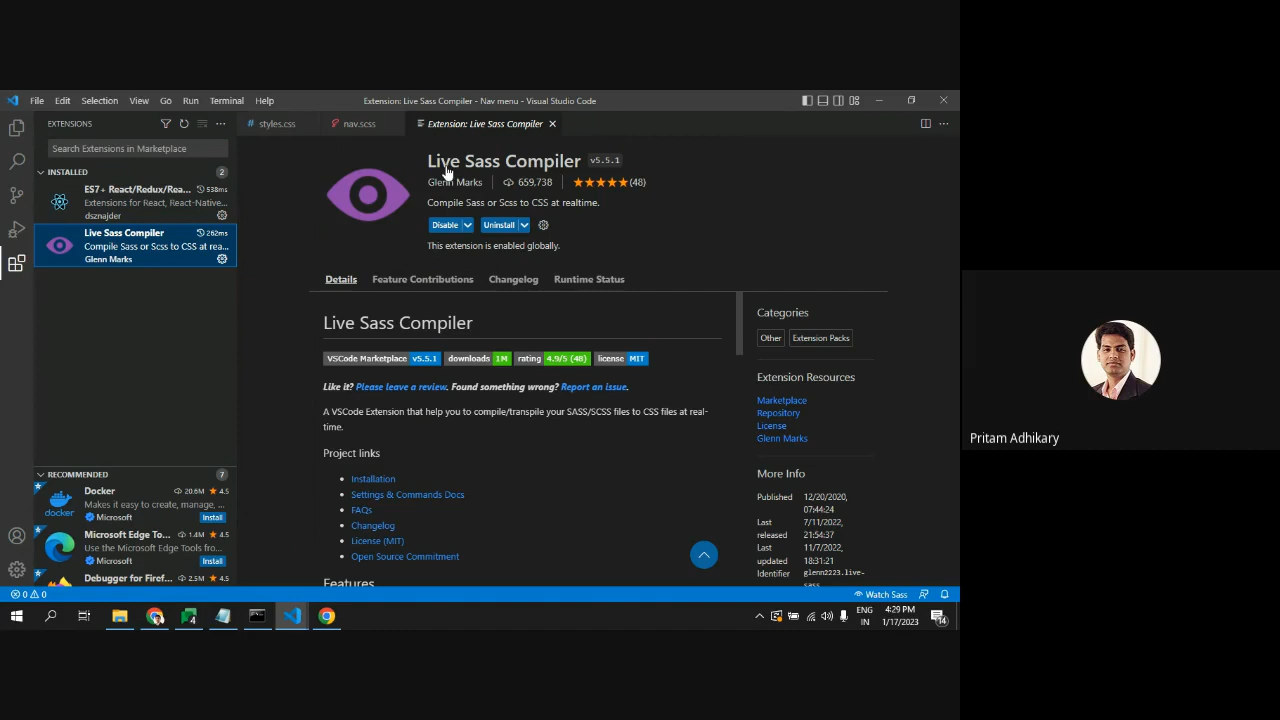 File Edit Selection View Go Run Terminal Help
Extension: Live Sass Compiler - Nav menu - Visual Studio Code
EXTENSIONS
Search Extensions in Marketplace
INSTALLED 2
ES7+ React/Redux/Rea... 538ms
Extensions for React, React-Native...
dsznajder
Live Sass Compiler 262ms
Compile Sass or Scss to CSS at rea...
Glenn Marks
RECOMMENDED 7
Docker 20.6M 4.5
Makes it easy to create, manage, ...
Microsoft Install
Microsoft Edge To... 1.4M 4.5
Use the Microsoft Edge Tools fro...
Microsoft Install
Debugger for Firef... 2.5M 4.5
styles.css nav.scss Extension: Live Sass Compiler
Live Sass Compiler v5.5.1
Glenn Marks 659,738 (48)
Compile Sass or Scss to CSS at realtime.
Disable Uninstall
This extension is enabled globally.
Details Feature Contributions Changelog Runtime Status
Live Sass Compiler
VSCode Marketplace v5.5.1 downloads 1M rating 4.9/5 (48) license MIT
Like it? Please leave a review. Found something wrong? Report an issue.
A VSCode Extension that help you to compile/transpile your SASS/SCSS files to CSS files at real-
time.
Project links
Installation
Settings & Commands Docs
FAQs
Changelog
License (MIT)
Open Source Commitment
Features
Categories
Other Extension Packs
Extension Resources
Marketplace
Repository
License
Glenn Marks
More Info
Published 12/20/2020,
07:44:24
Last 7/11/2022,
released 21:54:37
Last 11/7/2022,
updated 18:31:21
Identifier glenn2223.live-
sass
0 0 Watch Sass
ENG
IN
4:29 PM
1/17/2023
14
Pritam Adhikary